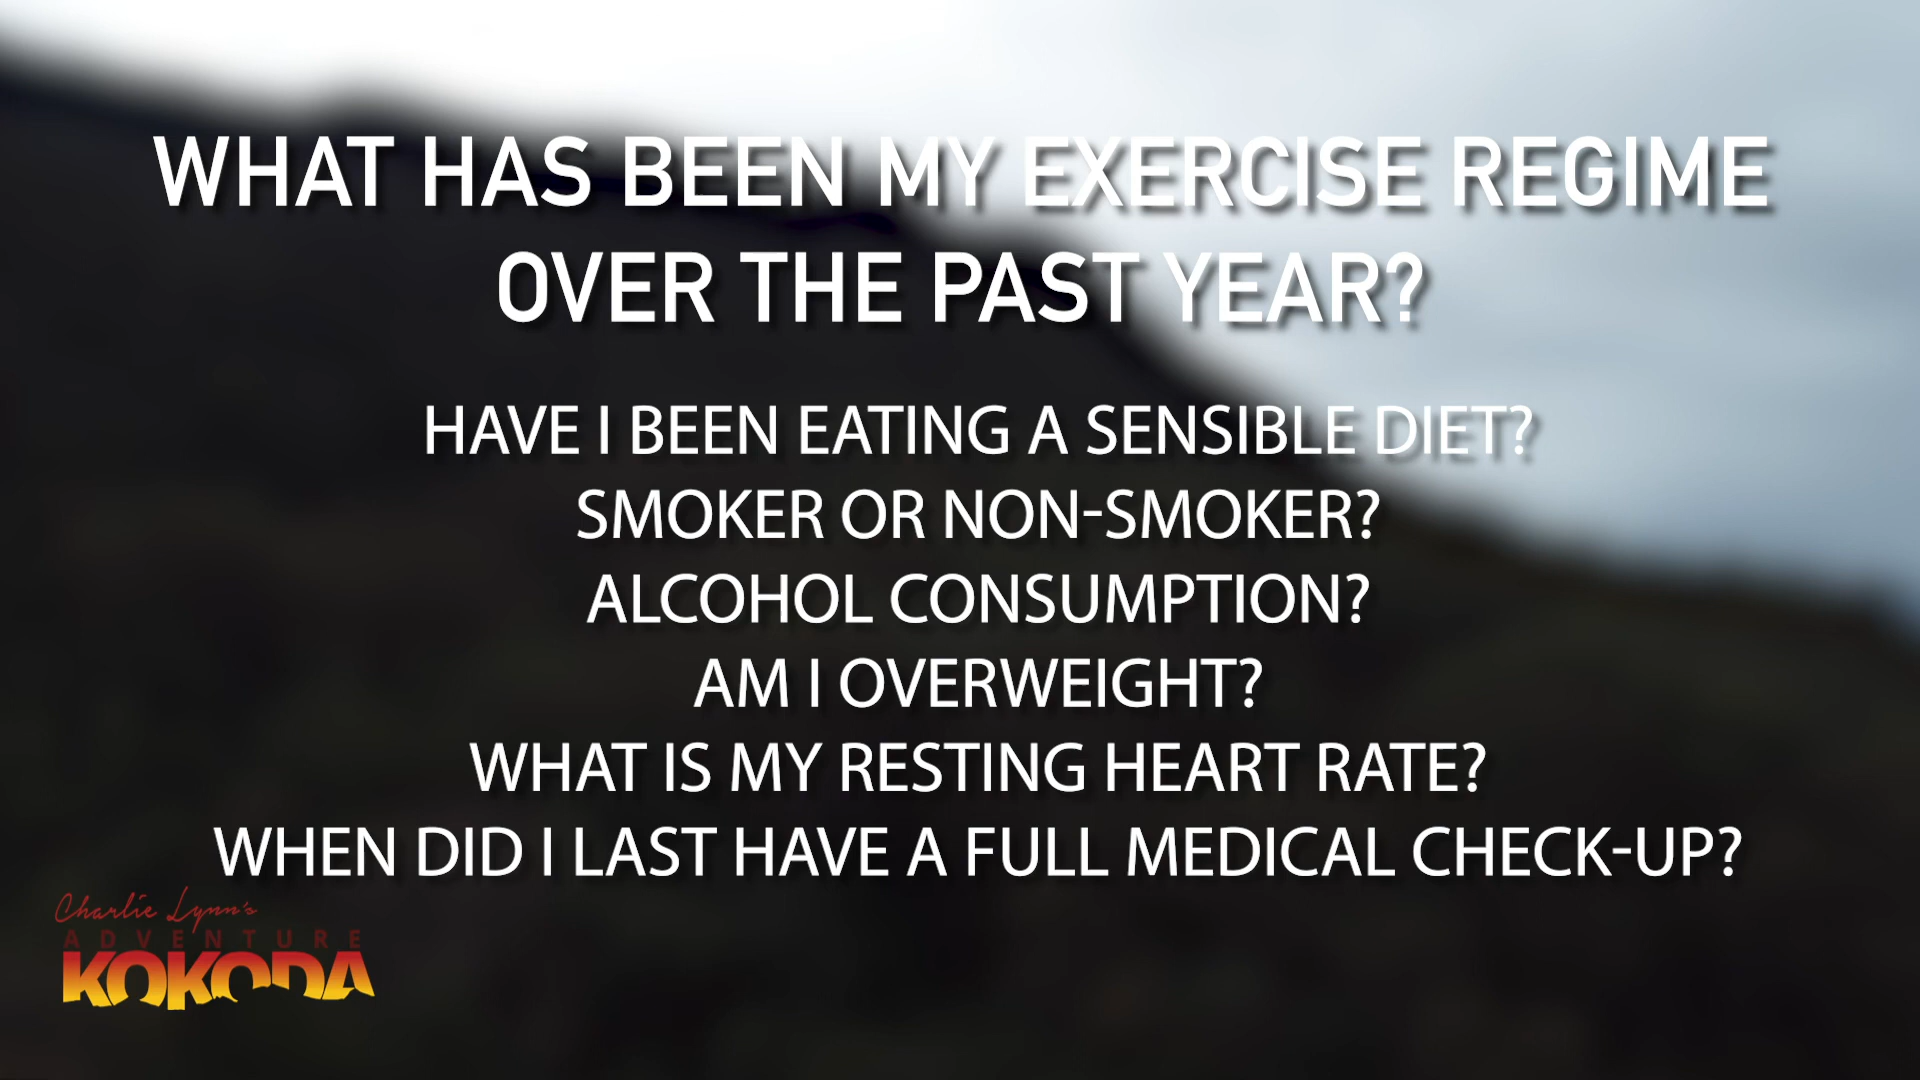 WHAT HAS BEEN MY EXERCISE REGIME
OVER THE PAST YEAR?
HAVE I BEEN EATING A SENSIBLE DIET?
SMOKER OR NON-SMOKER?
ALCOHOL CONSUMPTION?
AM I OVERWEIGHT?
WHAT IS MY RESTING HEART RATE?
WHEN DID I LAST HAVE A FULL MEDICAL CHECK-UP?
Charlie Lynn's
ADVENTURE
KOKODA